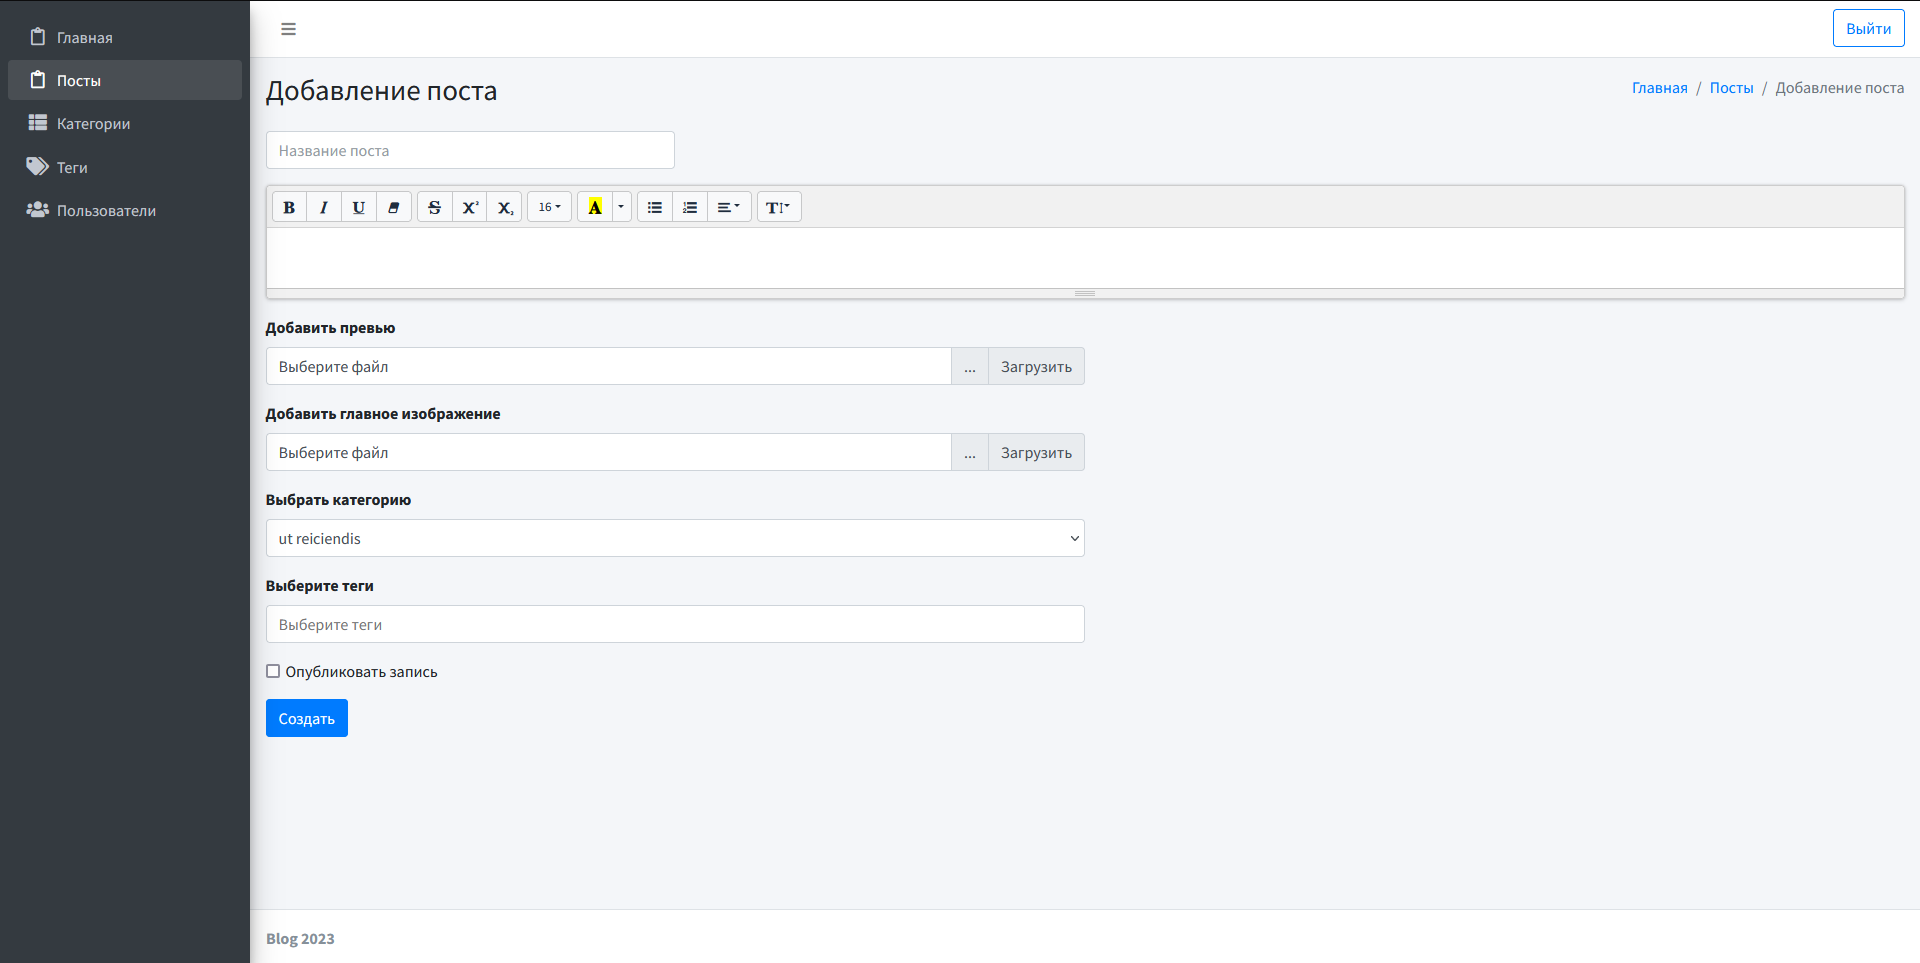 Главная
Посты
Категории
Теги
Пользователи
Выйти
Добавление поста
Главная / Посты / Добавление поста
Название поста
B I U S X² X₂ 16 A T
Добавить превью
Выберите файл ... Загрузить
Добавить главное изображение
Выберите файл ... Загрузить
Выбрать категорию
ut reiciendis
Выберите теги
Выберите теги
Опубликовать запись
Создать
Blog 2023